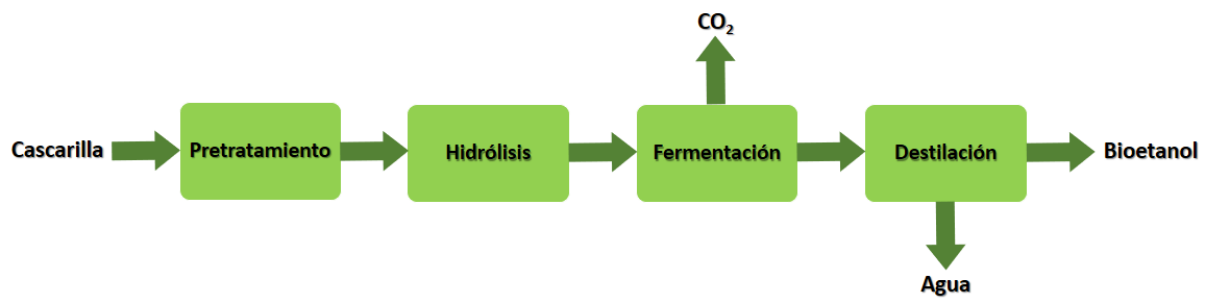 CO₂
Cascarilla
Pretratamiento
Hidrólisis
Fermentación
Destilación
Bioetanol
Agua